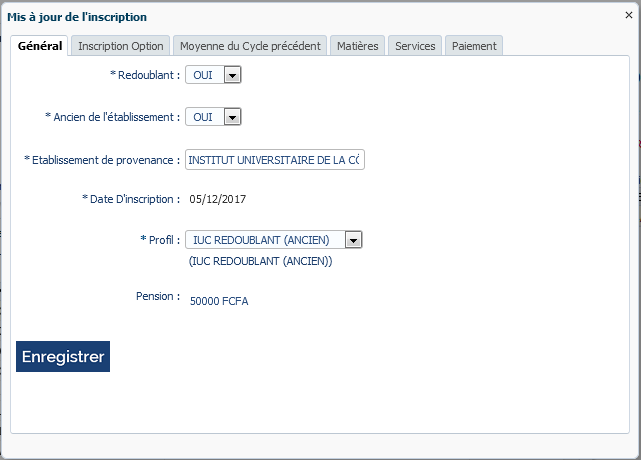 Mis à jour de l'inscription
Général Inscription Option Moyenne du Cycle précédent Matières Services Paiement
* Redoublant : OUI
* Ancien de l'établissement : OUI
* Etablissement de provenance : INSTITUT UNIVERSITAIRE DE LA CÔ
* Date D'inscription : 05/12/2017
* Profil : IUC REDOUBLANT (ANCIEN)
(IUC REDOUBLANT (ANCIEN))
Pension : 50000 FCFA
Enregistrer